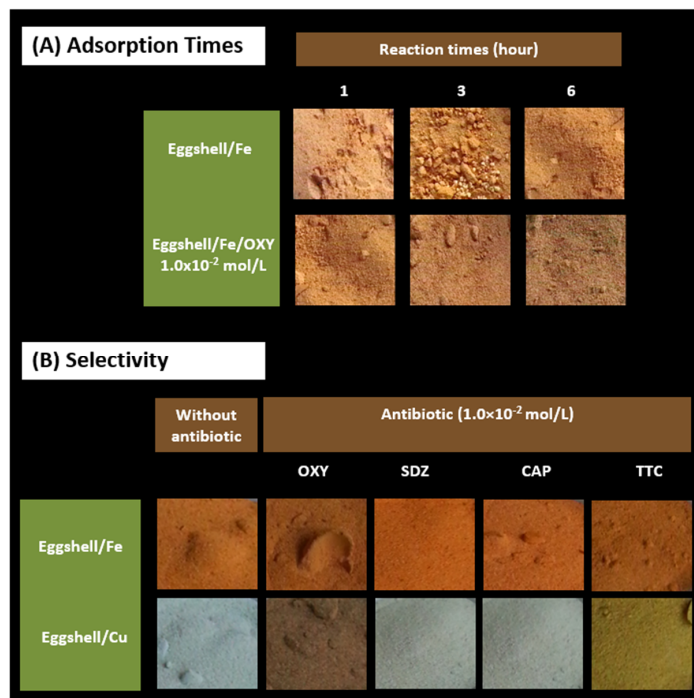 (A) Adsorption Times
Reaction times (hour)
1 3 6
Eggshell/Fe
Eggshell/Fe/OXY
1.0x10⁻² mol/L
(B) Selectivity
Without
antibiotic
Antibiotic (1.0×10⁻² mol/L)
OXY SDZ CAP TTC
Eggshell/Fe
Eggshell/Cu